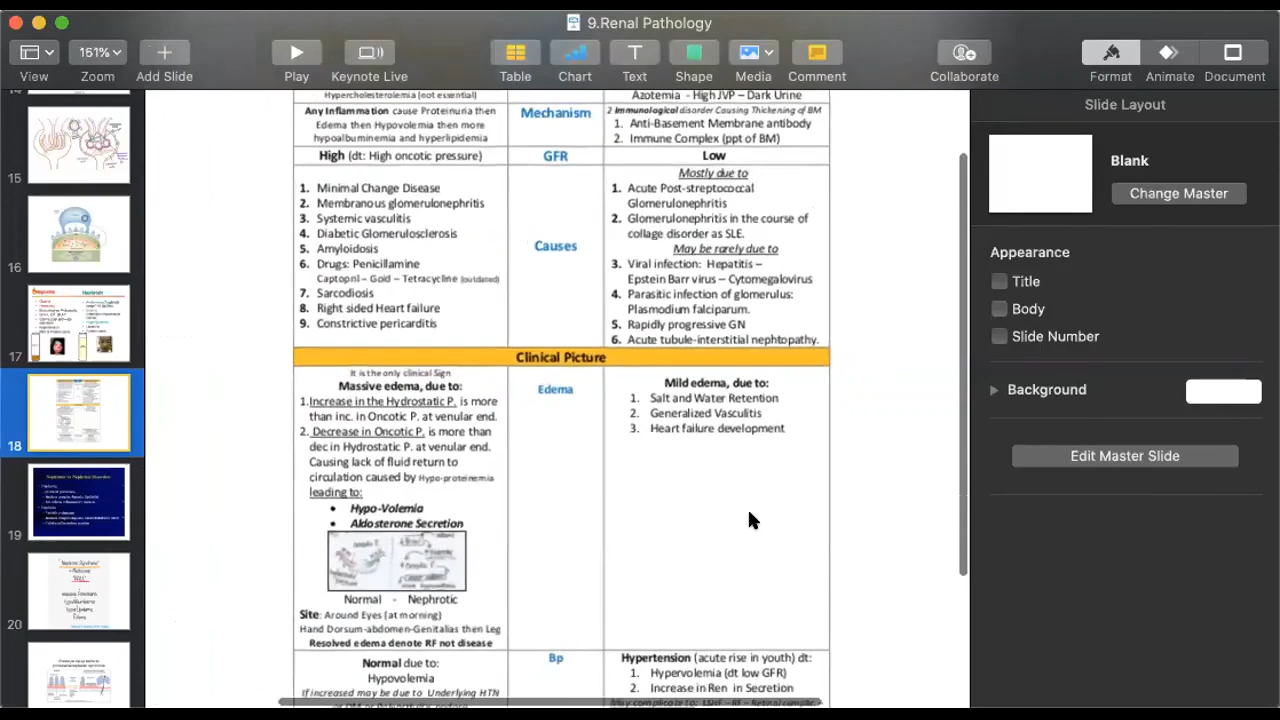 9.Renal Pathology
161%
View
Zoom
Add Slide
Play
Keynote Live
Table
Chart
Text
Shape
Media
Comment
Collaborate
Format
Animate
Document
15
16
17
18
19
20
Hypercholesterolemia (not essential)
Azotemia - High JVP – Dark Urine
Any Inflammation cause Proteinuria then
Edema then Hypovolemia then more
hypoalbuminemia and hyperlipidemia
Mechanism
2 Immunological disorder Causing Thickening of BM
1. Anti-Basement Membrane antibody
2. Immune Complex (ppt of BM)
High (dt: High oncotic pressure)
GFR
Low
1. Minimal Change Disease
2. Membranous glomerulonephritis
3. Systemic vasculitis
4. Diabetic Glomerulosclerosis
5. Amyloidosis
6. Drugs: Penicillamine
Captopril – Gold – Tetracycline (outdated)
7. Sarcodiosis
8. Right sided Heart failure
9. Constrictive pericarditis
Causes
Mostly due to
1. Acute Post-streptococcal
Glomerulonephritis
2. Glomerulonephritis in the course of
collage disorder as SLE.
May be rarely due to
3. Viral infection: Hepatitis –
Epstein Barr virus – Cytomegalovirus
4. Parasitic infection of glomerulus:
Plasmodium falciparum.
5. Rapidly progressive GN
6. Acute tubule-interstitial nephtopathy.
Clinical Picture
It is the only clinical Sign
Massive edema, due to:
1.Increase in the Hydrostatic P. is more
than inc. in Oncotic P. at venular end.
2. Decrease in Oncotic P. is more than
dec in Hydrostatic P. at venular end.
Causing lack of fluid return to
circulation caused by Hypo-proteinemia
leading to:
• Hypo-Volemia
• Aldosterone Secretion
Normal - Nephrotic
Site: Around Eyes (at morning)
Hand Dorsum-abdomen-Genitalias then Leg
Resolved edema denote RF not disease
Edema
Mild edema, due to:
1. Salt and Water Retention
2. Generalized Vasculitis
3. Heart failure development
Normal due to:
Hypovolemia
If increased may be due to Underlying HTN
Bp
Hypertension (acute rise in youth) dt:
1. Hypervolemia (dt low GFR)
2. Increase in Ren in Secretion
Slide Layout
Blank
Change Master
Appearance
Title
Body
Slide Number
Background
Edit Master Slide